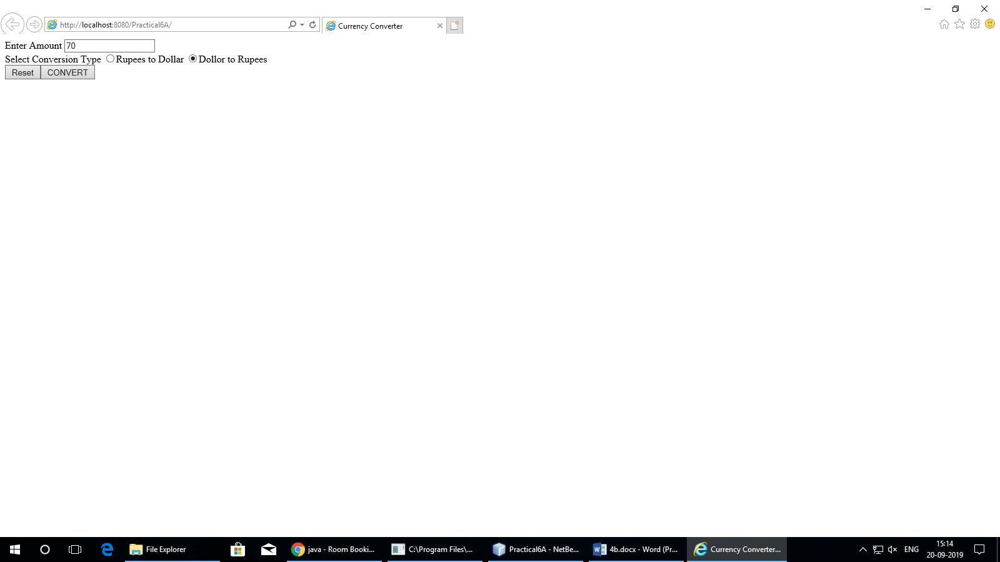 http://localhost:8080/Practical6A/
Currency Converter
Enter Amount 70
Select Conversion Type Rupees to Dollar Dollor to Rupees
Reset CONVERT
File Explorer
java - Room Booki...
C:\Program Files\...
Practical6A - NetBe...
4b.docx - Word (Pr...
Currency Converter...
ENG
15:14
20-09-2019